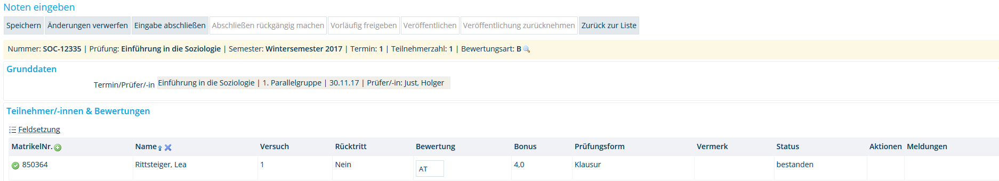 Noten eingeben
Speichern Änderungen verwerfen Eingabe abschließen Abschließen rückgängig machen Vorläufig freigeben Veröffentlichen Veröffentlichung zurücknehmen Zurück zur Liste
Nummer: SOC-12335 | Prüfung: Einführung in die Soziologie | Semester: Wintersemester 2017 | Termin: 1 | Teilnehmerzahl: 1 | Bewertungsart: B
Grunddaten
Termin/Prüfer/-in Einführung in die Soziologie | 1. Parallelgruppe | 30.11.17 | Prüfer/-in: Just, Holger
Teilnehmer/-innen & Bewertungen
Feldsetzung
MatrikelNr. Name Versuch Rücktritt Bewertung Bonus Prüfungsform Vermerk Status Aktionen Meldungen
850364 Rittsteiger, Lea 1 Nein AT 4,0 Klausur bestanden